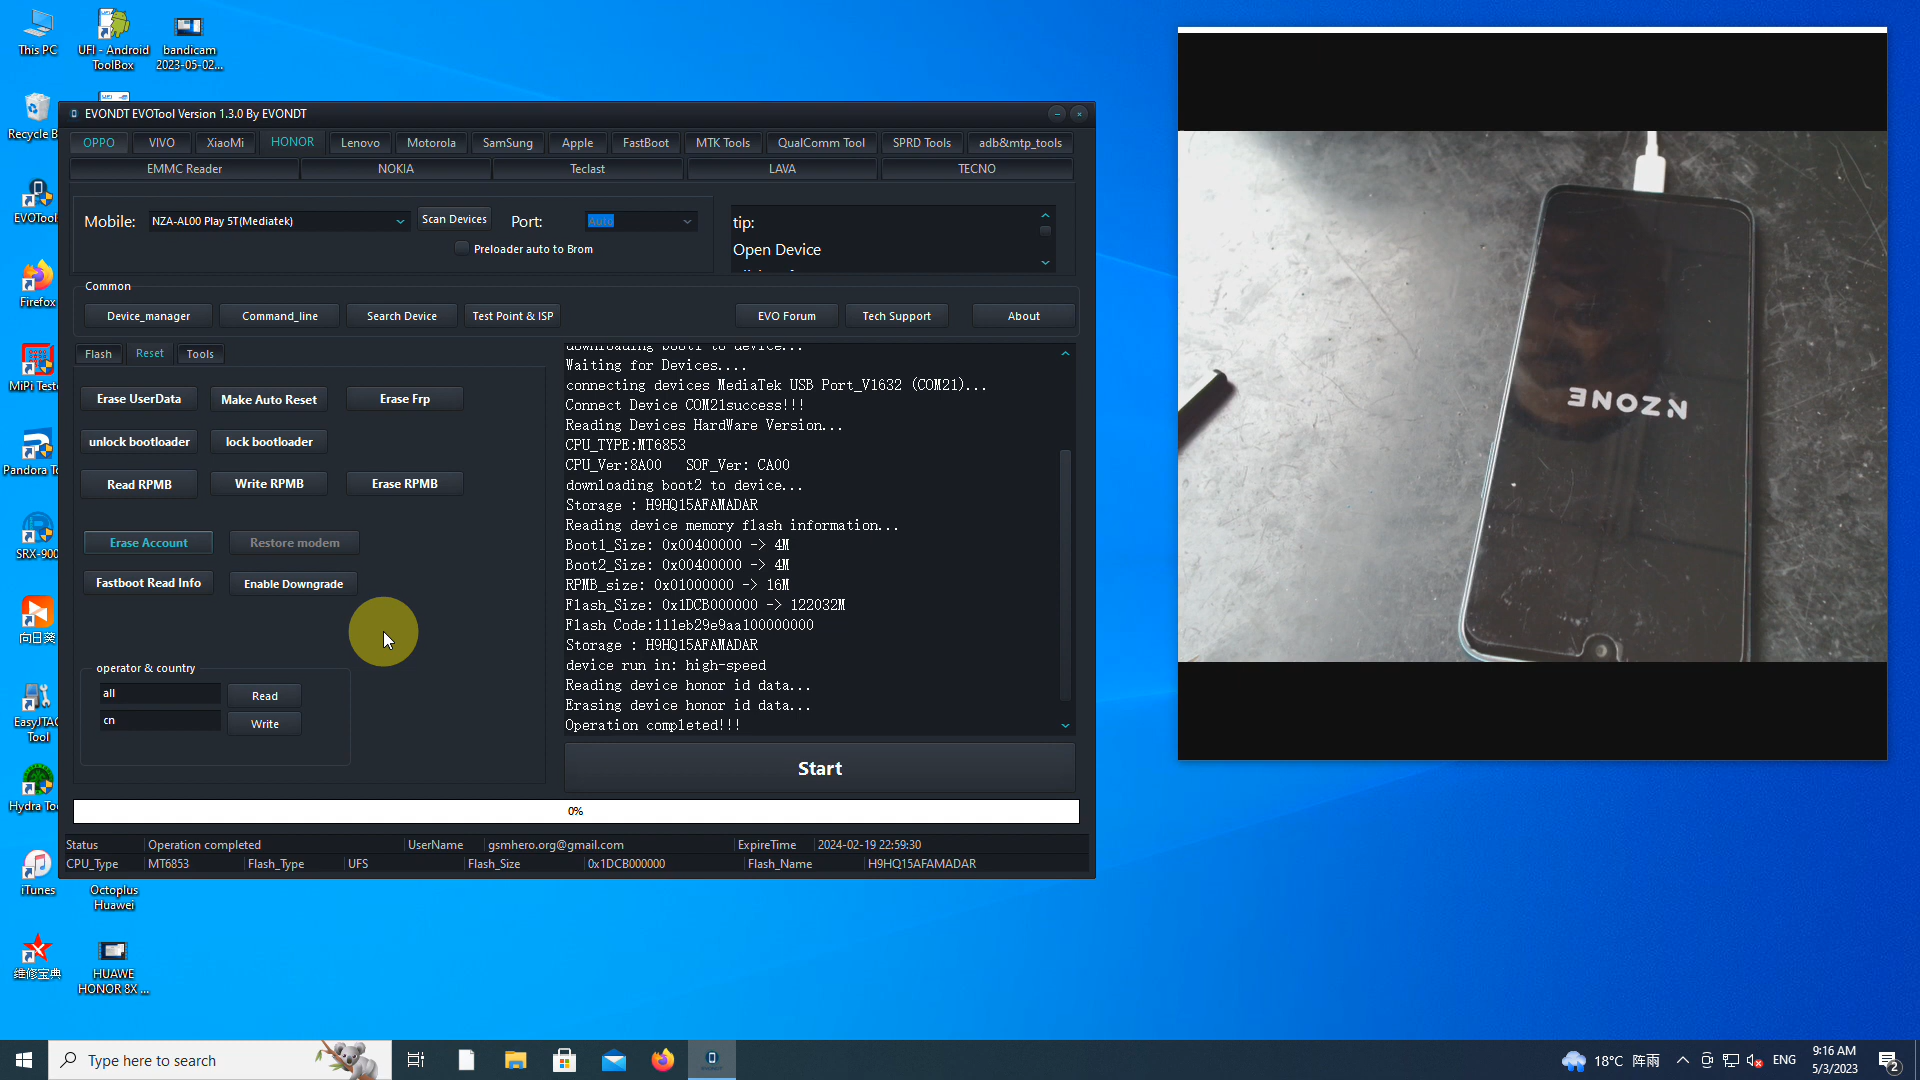 This PC
UFI - Android
ToolBox
bandicam
2023-05-02...
Recycle B
EVOTool
Firefox
MiPi Teste
Pandora To
SRX-900
向日葵
EasyJTAG
Tool
Hydra Too
iTunes
Octoplus
Huawei
维修宝典
HUAWE
HONOR 8X ...
EVONDT EVOTool Version 1.3.0 By EVONDT
OPPO
VIVO
XiaoMi
HONOR
Lenovo
Motorola
SamSung
Apple
FastBoot
MTK Tools
QualComm Tool
SPRD Tools
adb&mtp_tools
EMMC Reader
NOKIA
Teclast
LAVA
TECNO
Mobile:
NZA-AL00 Play 5T(Mediatek)
Scan Devices
Port:
Auto
Preloader auto to Brom
tip:
Open Device
Common
Device_manager
Command_line
Search Device
Test Point & ISP
EVO Forum
Tech Support
About
Flash
Reset
Tools
Erase UserData
Make Auto Reset
Erase Frp
unlock bootloader
lock bootloader
Read RPMB
Write RPMB
Erase RPMB
Erase Account
Restore modem
Fastboot Read Info
Enable Downgrade
operator & country
all
Read
cn
Write
downloading boot1 to device...
Waiting for Devices....
connecting devices MediaTek USB Port_V1632 (COM21)...
Connect Device COM21success!!!
Reading Devices HardWare Version...
CPU_TYPE:MT6853
CPU_Ver:8A00 SOF_Ver: CA00
downloading boot2 to device...
Storage : H9HQ15AFAMADAR
Reading device memory flash information...
Boot1_Size: 0x00400000 -> 4M
Boot2_Size: 0x00400000 -> 4M
RPMB_size: 0x01000000 -> 16M
Flash_Size: 0x1DCB000000 -> 122032M
Flash Code:111eb29e9aa100000000
Storage : H9HQ15AFAMADAR
device run in: high-speed
Reading device honor id data...
Erasing device honor id data...
Operation completed!!!
Start
0%
Status
Operation completed
UserName
gsmhero.org@gmail.com
ExpireTime
2024-02-19 22:59:30
CPU_Type
MT6853
Flash_Type
UFS
Flash_Size
0x1DCB000000
Flash_Name
H9HQ15AFAMADAR
NZONE
Type here to search
18°C 阵雨
ENG
9:16 AM
5/3/2023
2